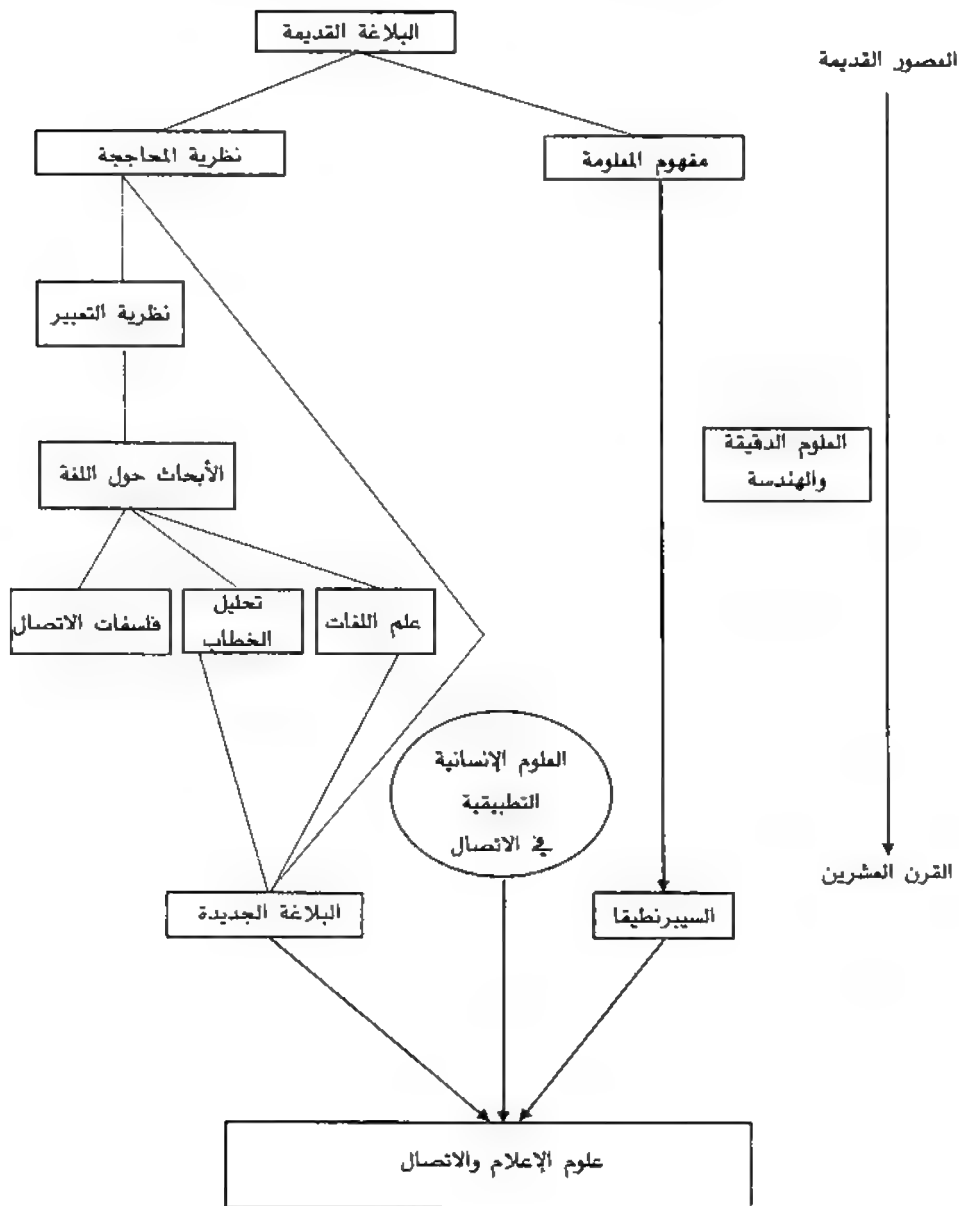 البلاغة القديمة
العصور القديمة
نظرية المحاججة
مفهوم المعلومة
نظرية التعبير
العلوم الدقيقة
والهندسة
الأبحاث حول اللغة
فلسفات الاتصال
تحليل
الخطاب
علم اللغات
العلوم الإنسانية
التطبيقية
في الاتصال
القرن العشرين
البلاغة الجديدة
السيبرنطيقا
علوم الإعلام والاتصال